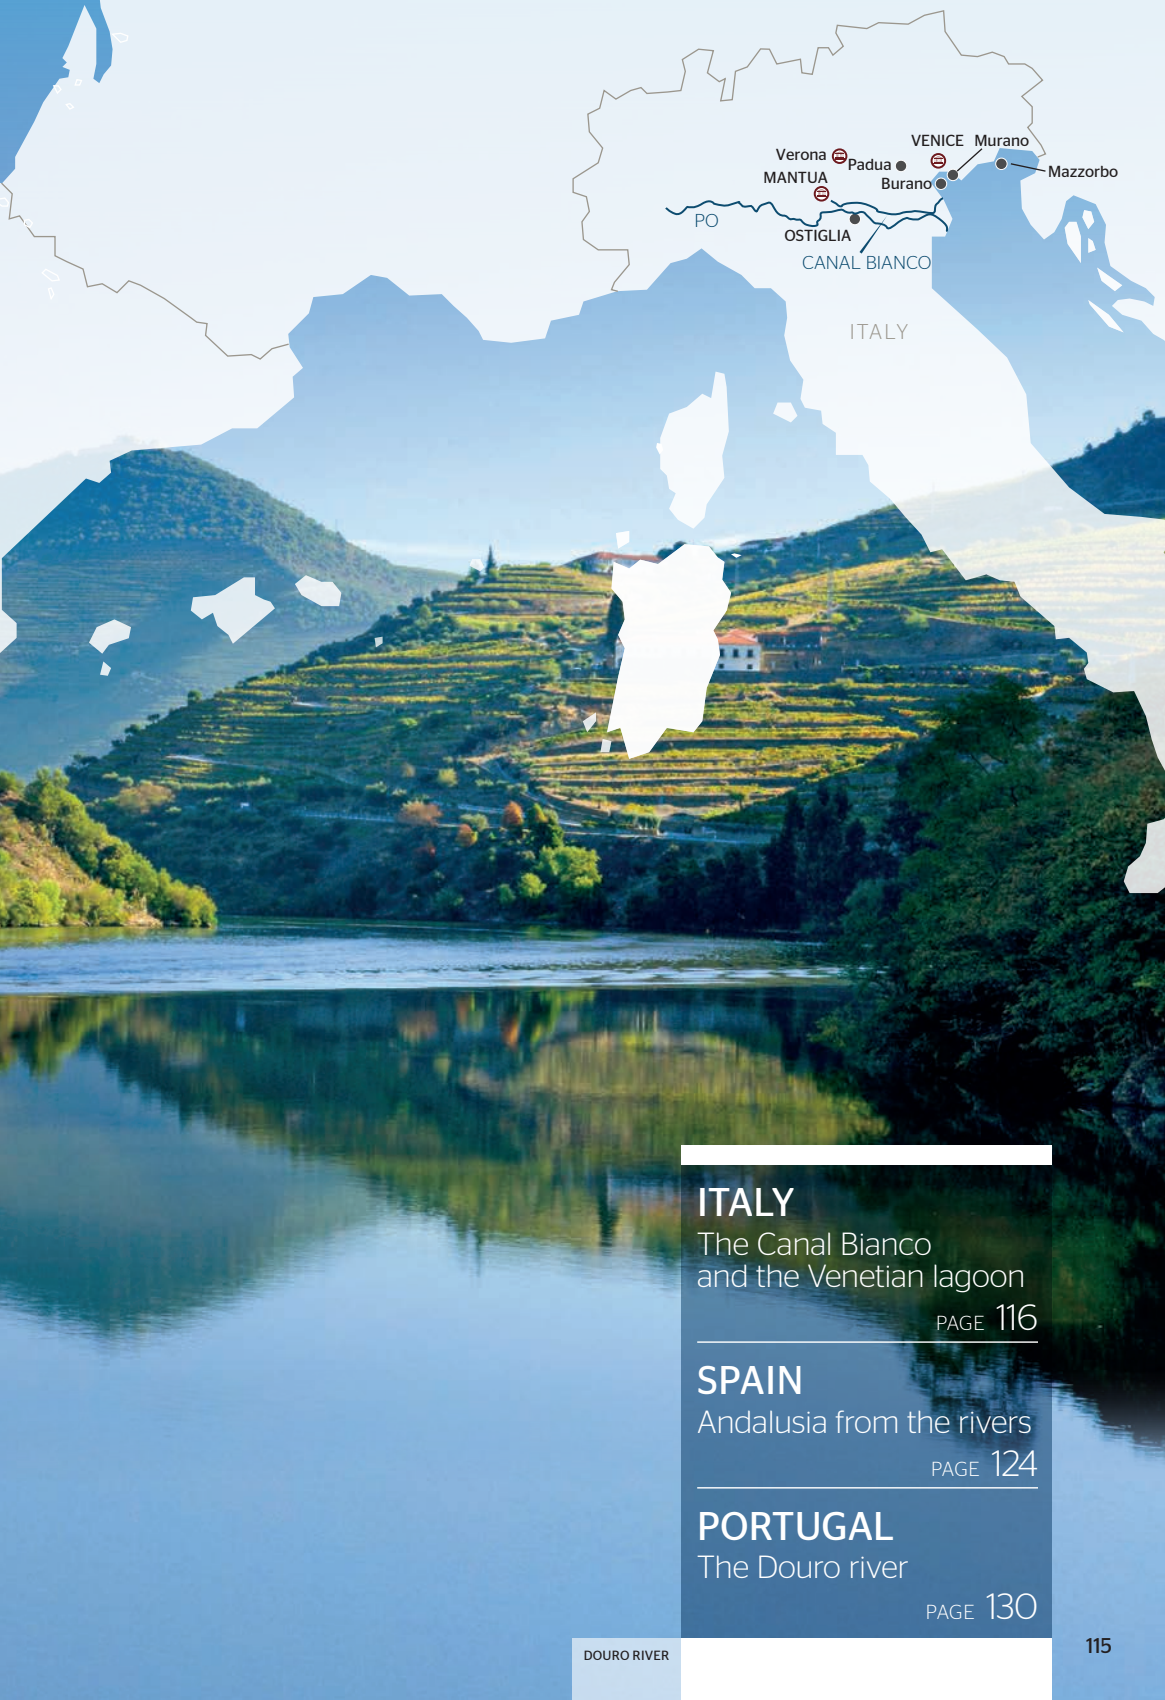 VENICE
Murano
Verona
Padua
Mazzorbo
MANTUA
Burano
PO
OSTIGLIA
CANAL BIANCO
ITALY
ITALY
The Canal Bianco
and the Venetian lagoon
PAGE 116
SPAIN
Andalusia from the rivers
PAGE 124
PORTUGAL
The Douro river
PAGE 130
DOURO RIVER
115